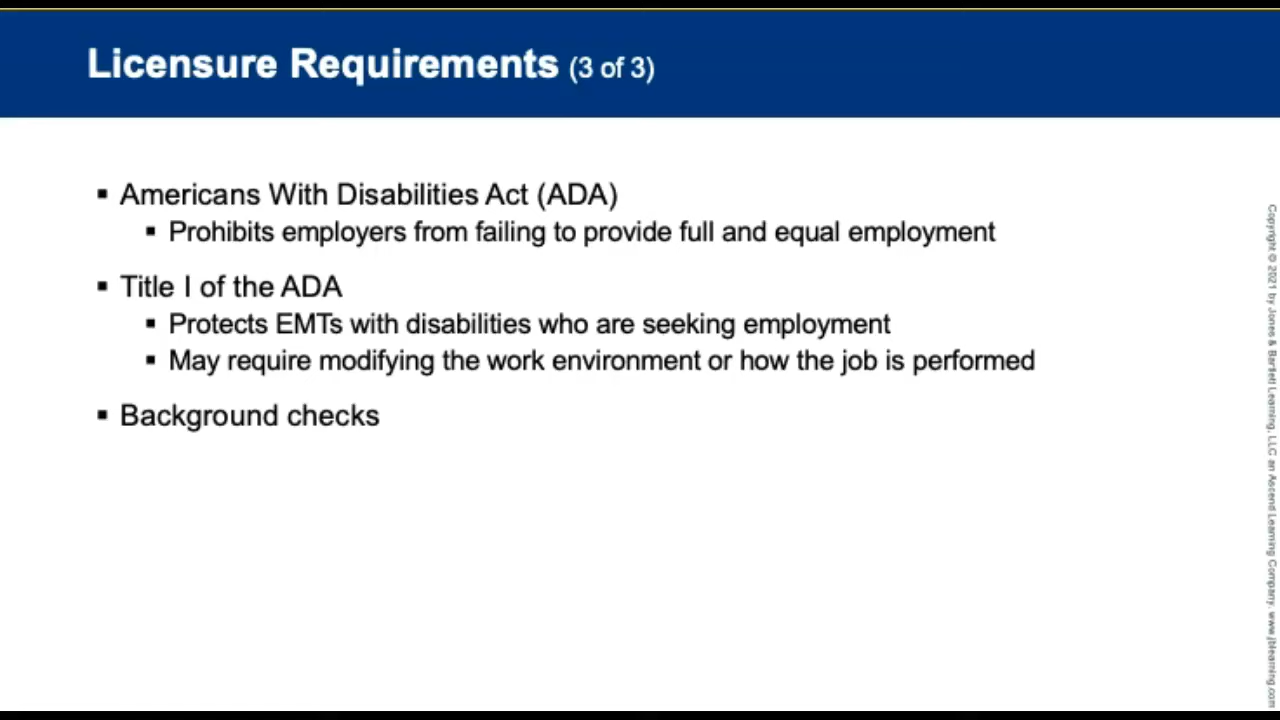 Licensure Requirements (3 of 3)
▪ Americans With Disabilities Act (ADA)
▪ Prohibits employers from failing to provide full and equal employment
▪ Title I of the ADA
▪ Protects EMTs with disabilities who are seeking employment
▪ May require modifying the work environment or how the job is performed
▪ Background checks
Copyright © 2021 by Jones & Bartlett Learning, LLC an Ascend Learning Company. www.jblearning.com